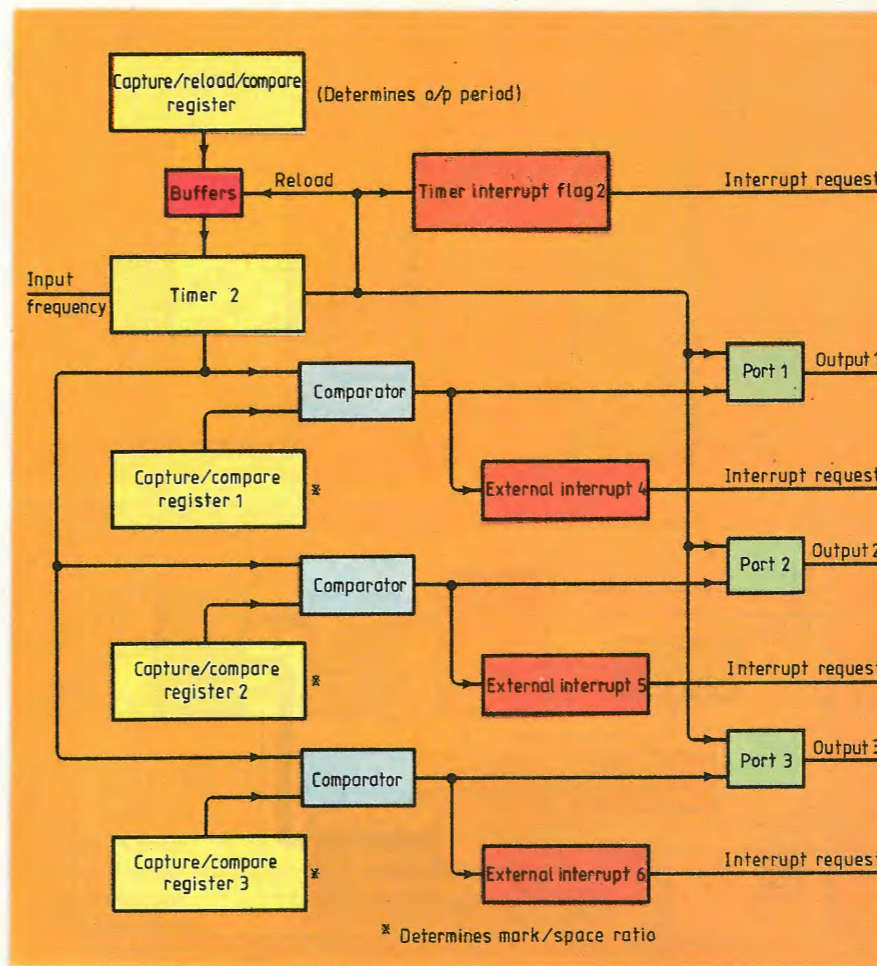 Capture/reload/compare
register
(Determines o/p period)
Buffers
Reload
Timer interrupt flag 2
Interrupt request
Input
frequency
Timer 2
Comparator
Port 1
Output 1
Capture/compare
register 1
*
External interrupt 4
Interrupt request
Comparator
Port 2
Output 2
Capture/compare
register 2
*
External interrupt 5
Interrupt request
Comparator
Port 3
Output 3
Capture/compare
register 3
*
External interrupt 6
Interrupt request
* Determines mark/space ratio